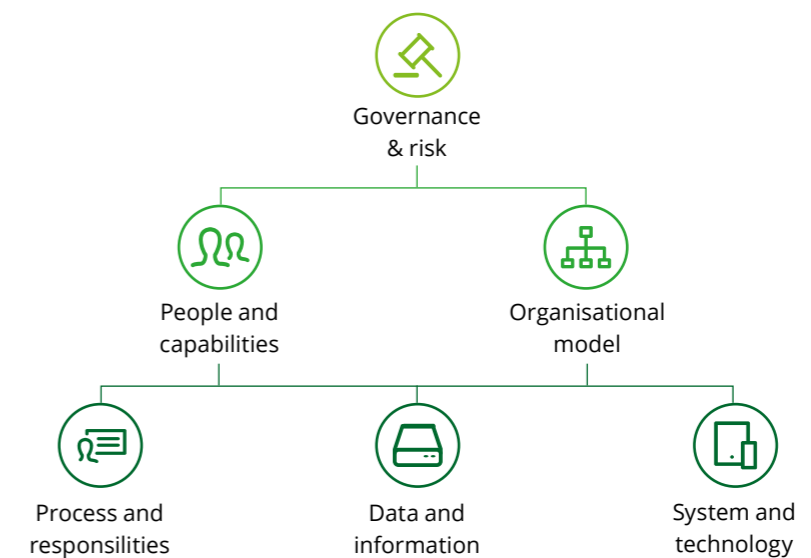 Governance
& risk
People and
capabilities
Organisational
model
Process and
responsilities
Data and
information
System and
technology